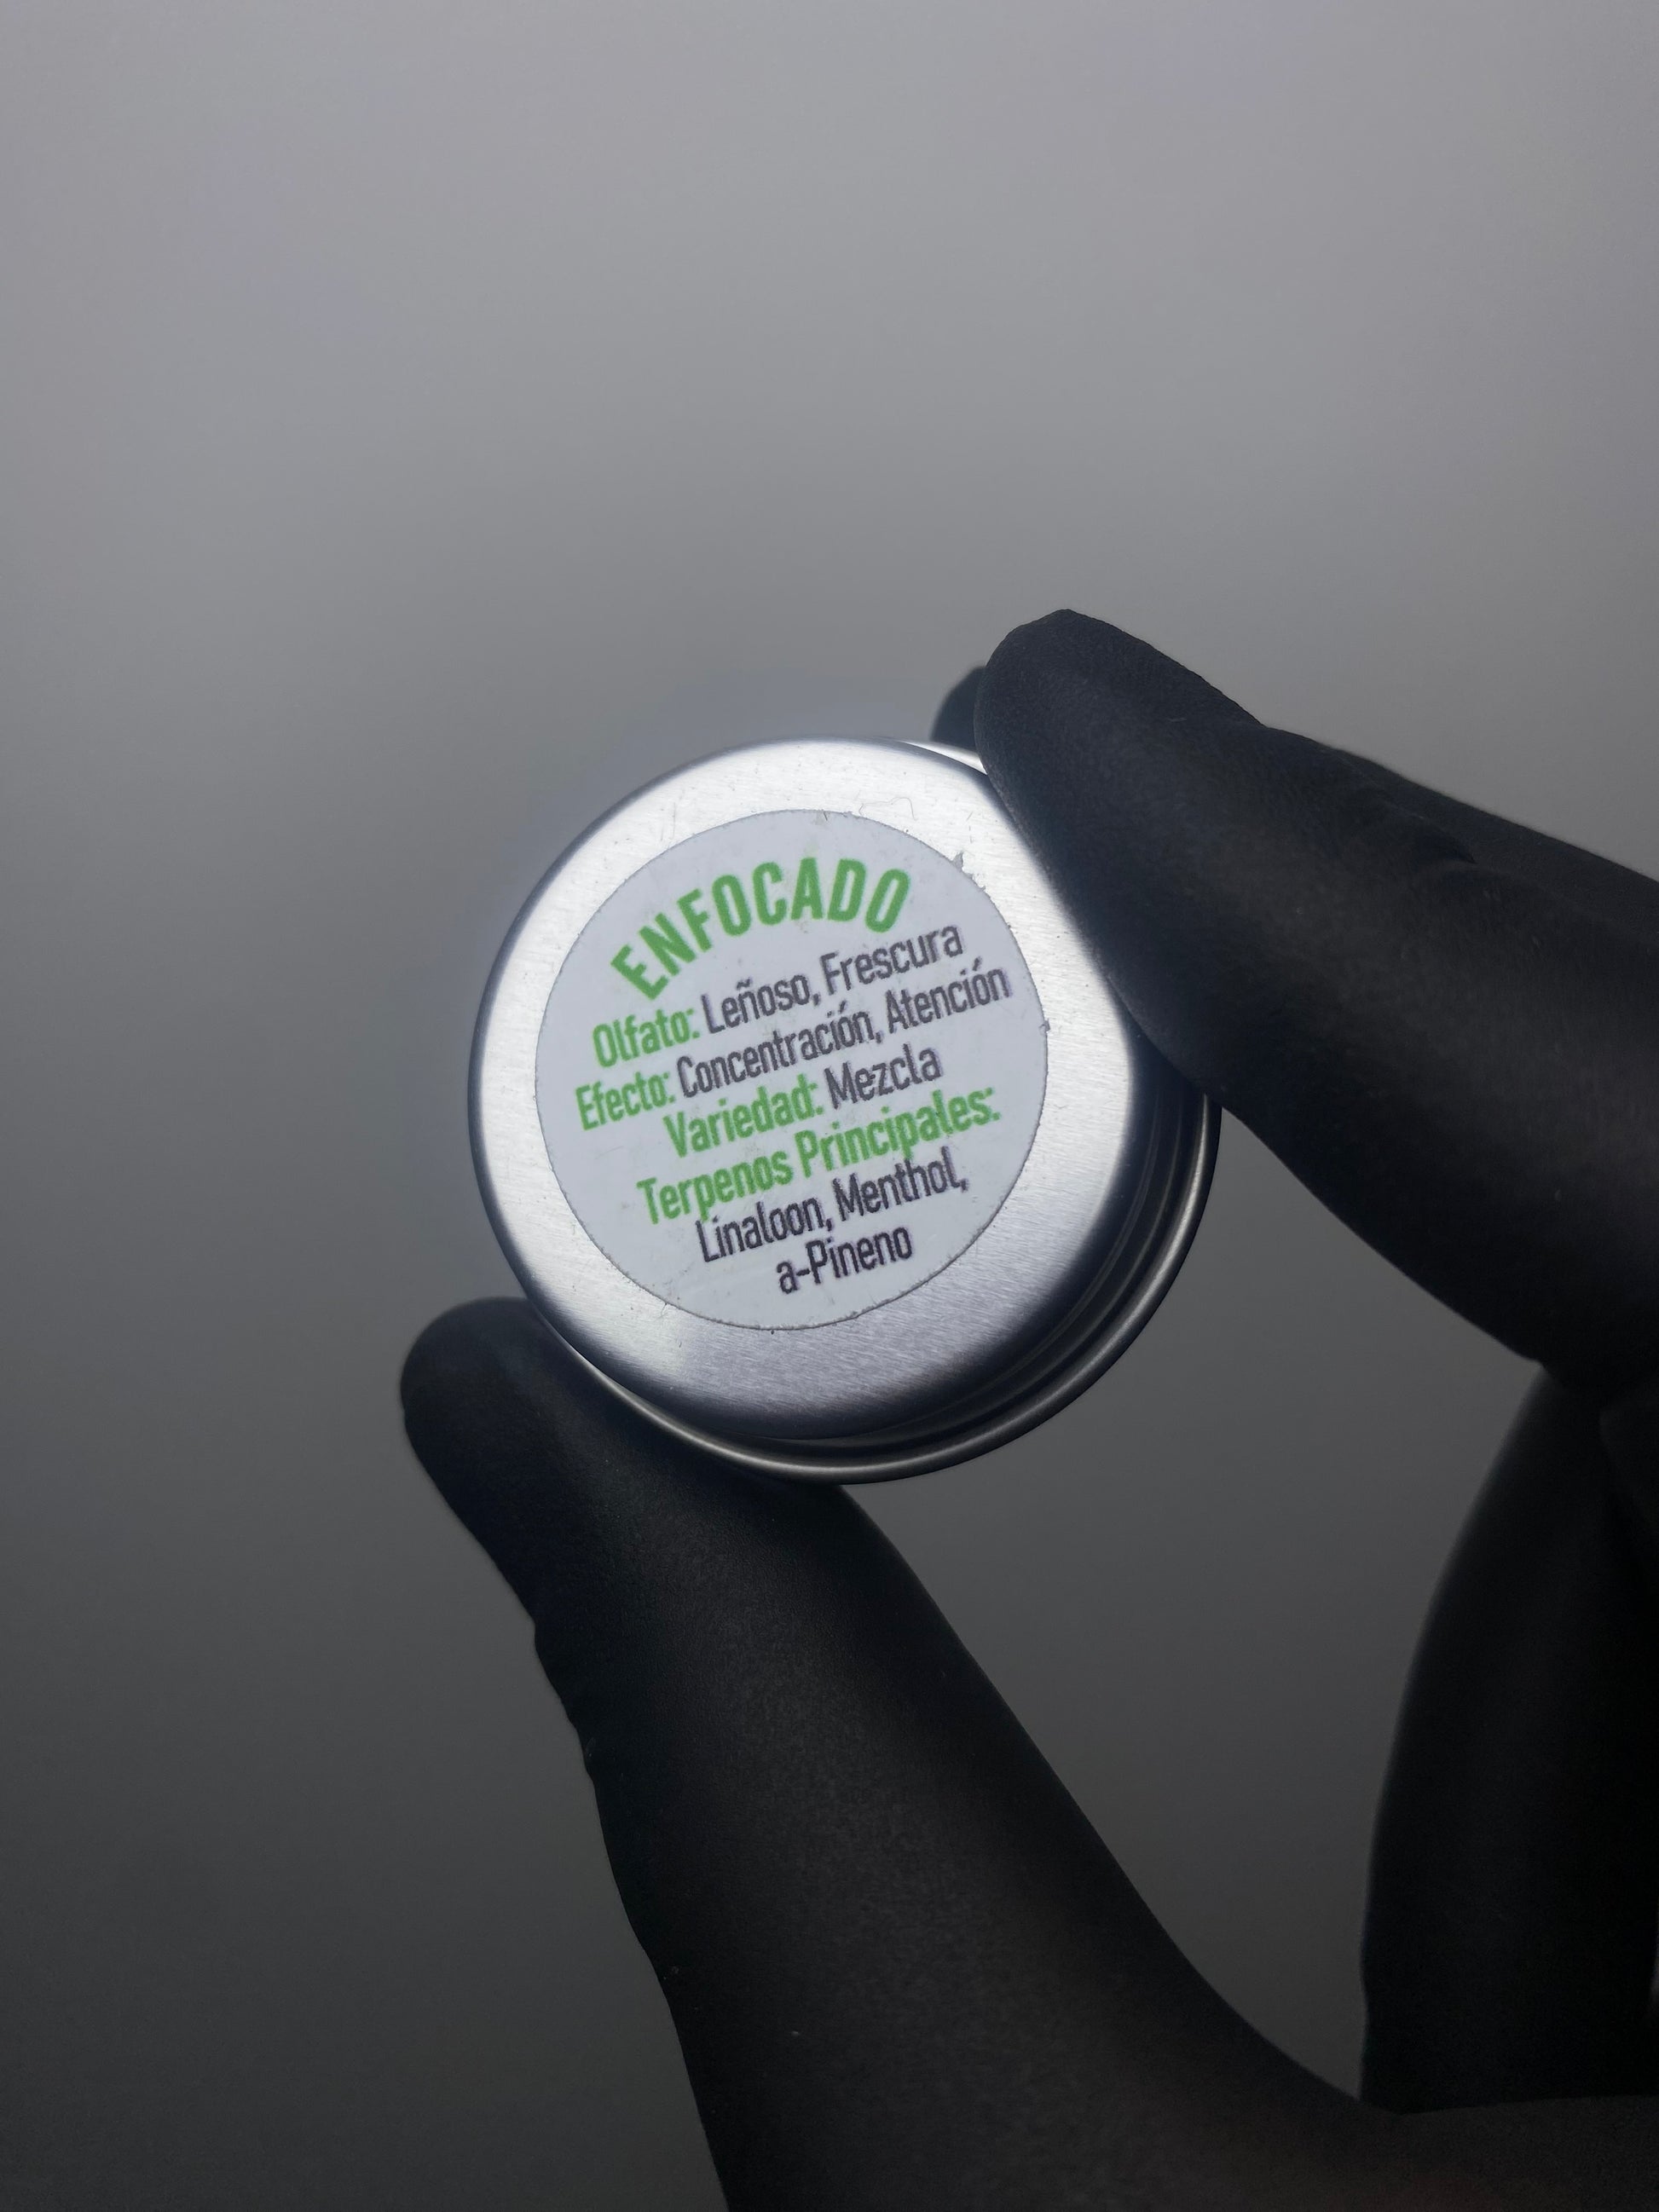 ENFOCADO
Olfato: Leñoso, Frescura
Efecto: Concentración, Atención
Variedad: Mezcla
Terpenos Principales:
Linaloon, Menthol,
a-Pineno